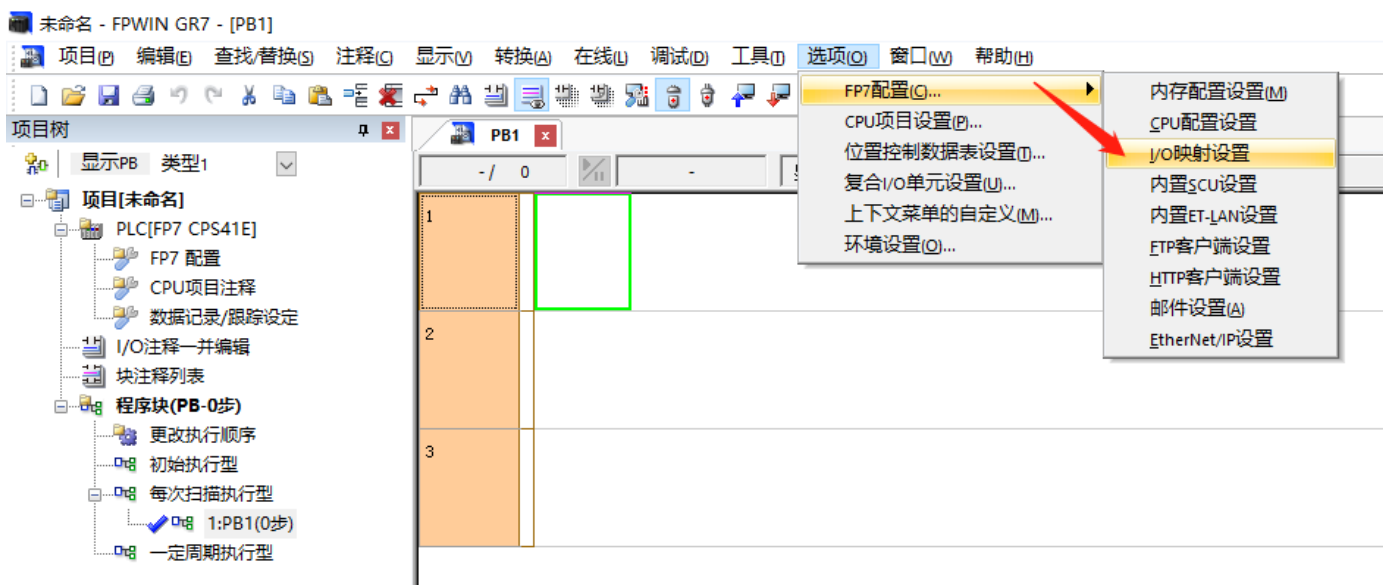 未命名 - FPWIN GR7 - [PB1]
项目(P) 编辑(E) 查找/替换(S) 注释(C) 显示(V) 转换(A) 在线(L) 调试(D) 工具(T) 选项(O) 窗口(W) 帮助(H)
项目树
显示PB 类型1
项目[未命名]
PLC[FP7 CPS41E]
FP7 配置
CPU项目注释
数据记录/跟踪设定
I/O注释一并编辑
块注释列表
程序块(PB-0步)
更改执行顺序
初始执行型
每次扫描执行型
1:PB1(0步)
一定周期执行型
PB1
- / 0
-
1
2
3
FP7配置(C)...
CPU项目设置(P)...
位置控制数据表设置(T)...
复合I/O单元设置(U)...
上下文菜单的自定义(M)...
环境设置(O)...
内存配置设置(M)
CPU配置设置
I/O映射设置
内置SCU设置
内置ET-LAN设置
FTP客户端设置
HTTP客户端设置
邮件设置(A)
EtherNet/IP设置